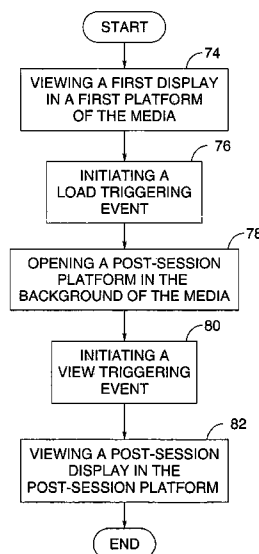 START
74
VIEWING A FIRST DISPLAY
IN A FIRST PLATFORM
OF THE MEDIA
76
INITIATING A
LOAD TRIGGERING
EVENT
78
OPENING A POST-SESSION
PLATFORM IN THE
BACKGROUND OF THE MEDIA
80
INITIATING A
VIEW TRIGGERING
EVENT
82
VIEWING A POST-SESSION
DISPLAY IN THE
POST-SESSION PLATFORM
END